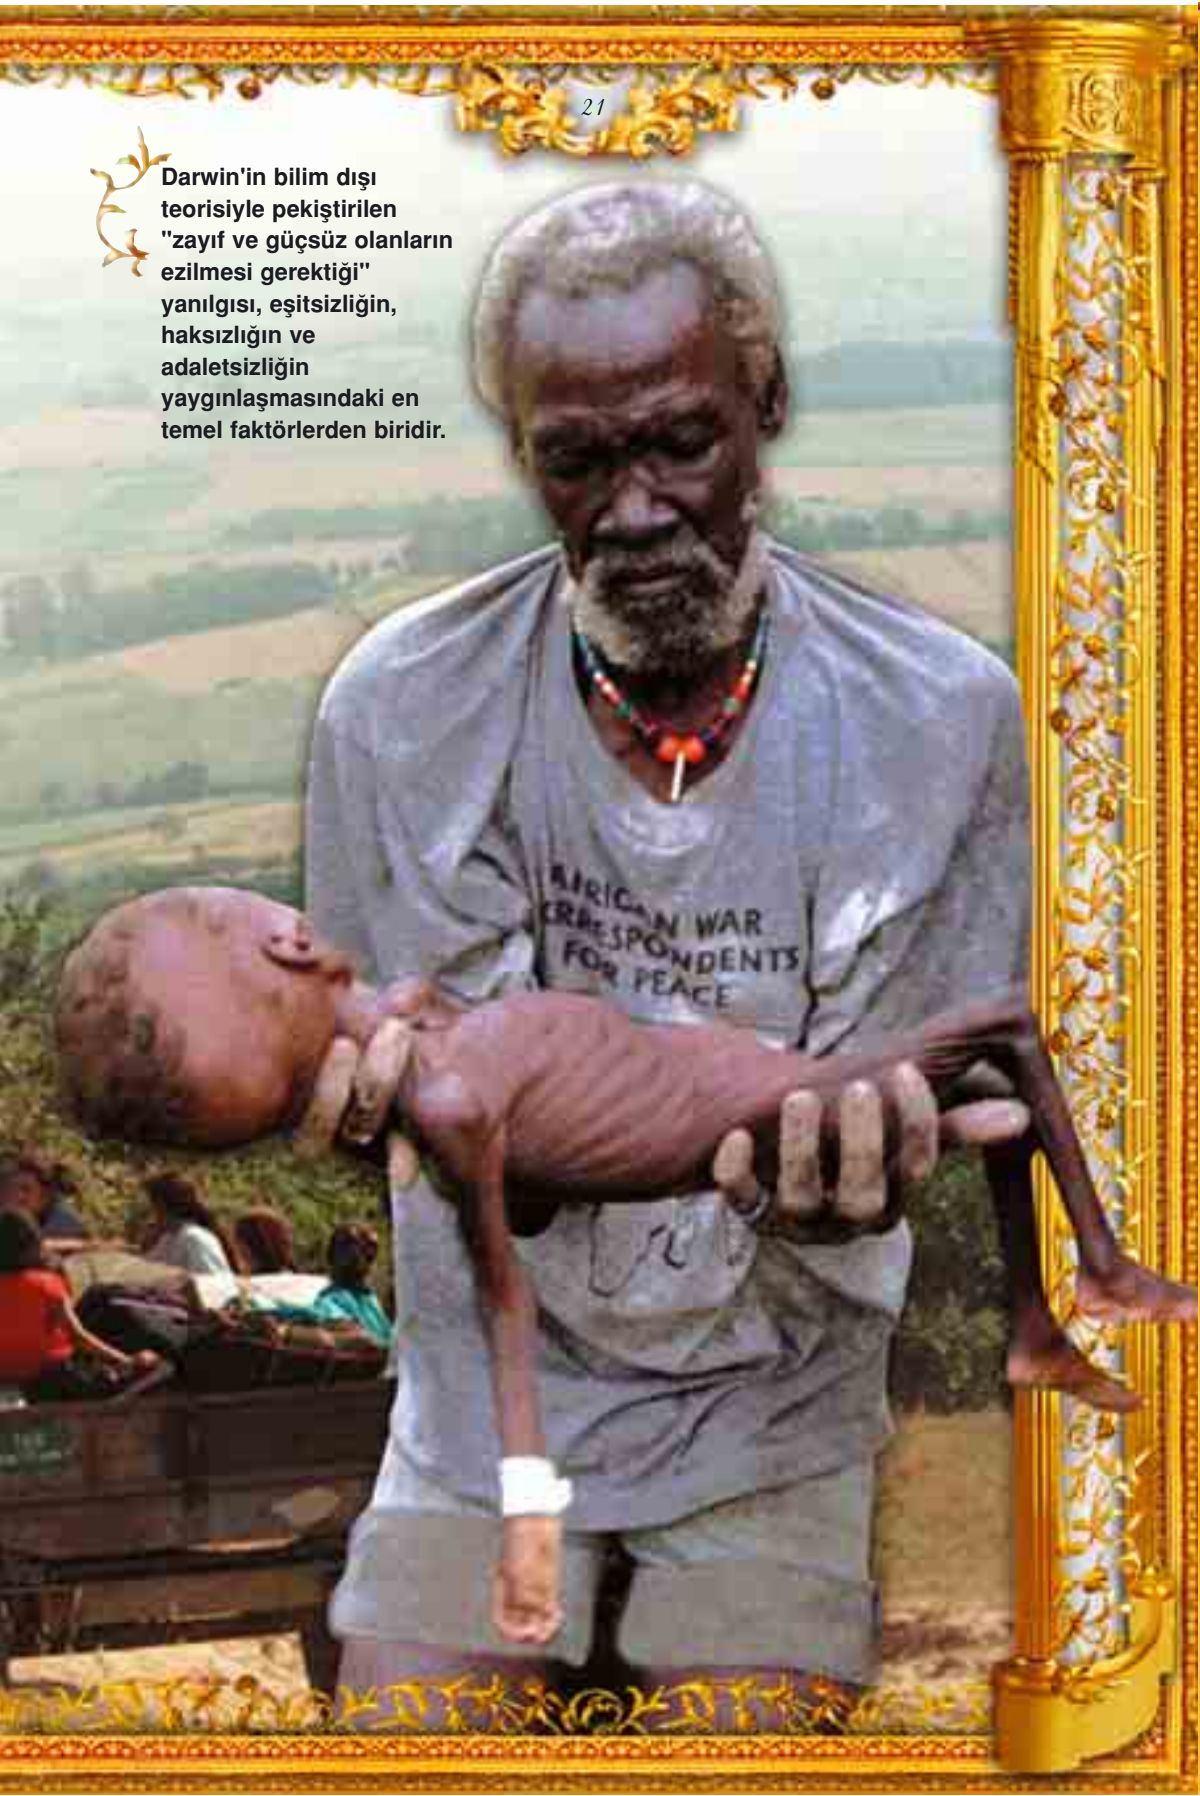 21
Darwin'in bilim dışı
teorisiyle pekiştirilen
"zayıf ve güçsüz olanların
ezilmesi gerektiği"
yanılgısı, eşitsizliğin,
haksızlığın ve
adaletsizliğin
yaygınlaşmasındaki en
temel faktörlerden biridir.
AFRICAN WAR
RRESPONDENTS
FOR PEACE